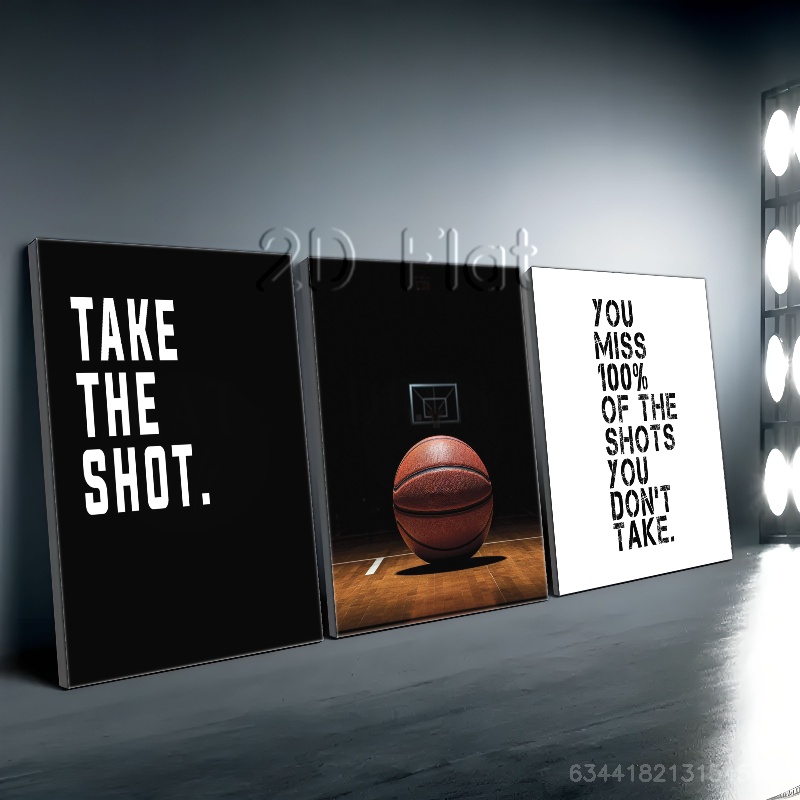 2D Flat
TAKE
THE
SHOT.
YOU
MISS
100%
OF THE
SHOTS
YOU
DON'T
TAKE.